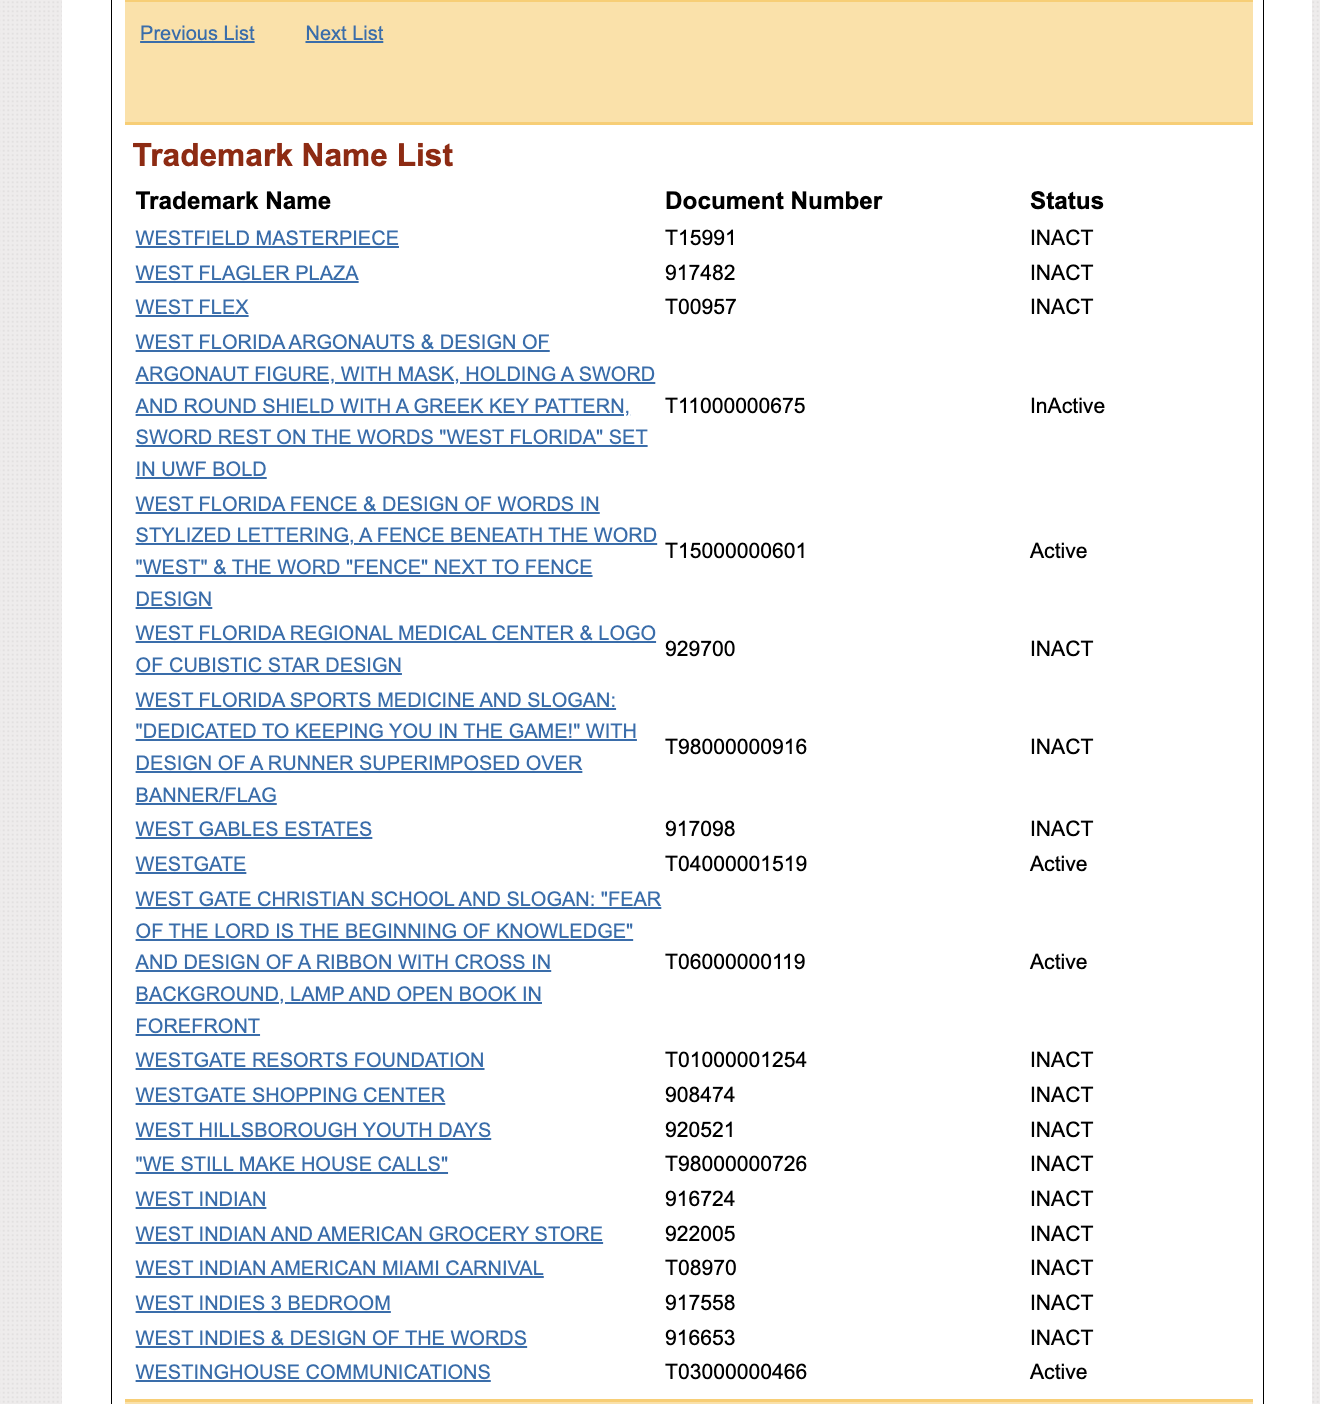 Previous List Next List
Trademark Name List
Trademark Name Document Number Status
WESTFIELD MASTERPIECE T15991 INACT
WEST FLAGLER PLAZA 917482 INACT
WEST FLEX T00957 INACT
WEST FLORIDA ARGONAUTS & DESIGN OF
ARGONAUT FIGURE, WITH MASK, HOLDING A SWORD
AND ROUND SHIELD WITH A GREEK KEY PATTERN, T11000000675 InActive
SWORD REST ON THE WORDS "WEST FLORIDA" SET
IN UWF BOLD
WEST FLORIDA FENCE & DESIGN OF WORDS IN
STYLIZED LETTERING, A FENCE BENEATH THE WORD
"WEST" & THE WORD "FENCE" NEXT TO FENCE
DESIGN
T15000000601 Active
WEST FLORIDA REGIONAL MEDICAL CENTER & LOGO
OF CUBISTIC STAR DESIGN
929700 INACT
WEST FLORIDA SPORTS MEDICINE AND SLOGAN:
"DEDICATED TO KEEPING YOU IN THE GAME!" WITH
DESIGN OF A RUNNER SUPERIMPOSED OVER
BANNER/FLAG
T98000000916 INACT
WEST GABLES ESTATES 917098 INACT
WESTGATE T04000001519 Active
WEST GATE CHRISTIAN SCHOOL AND SLOGAN: "FEAR
OF THE LORD IS THE BEGINNING OF KNOWLEDGE"
AND DESIGN OF A RIBBON WITH CROSS IN T06000000119 Active
BACKGROUND, LAMP AND OPEN BOOK IN
FOREFRONT
WESTGATE RESORTS FOUNDATION T01000001254 INACT
WESTGATE SHOPPING CENTER 908474 INACT
WEST HILLSBOROUGH YOUTH DAYS 920521 INACT
"WE STILL MAKE HOUSE CALLS" T98000000726 INACT
WEST INDIAN 916724 INACT
WEST INDIAN AND AMERICAN GROCERY STORE 922005 INACT
WEST INDIAN AMERICAN MIAMI CARNIVAL T08970 INACT
WEST INDIES 3 BEDROOM 917558 INACT
WEST INDIES & DESIGN OF THE WORDS 916653 INACT
WESTINGHOUSE COMMUNICATIONS T03000000466 Active